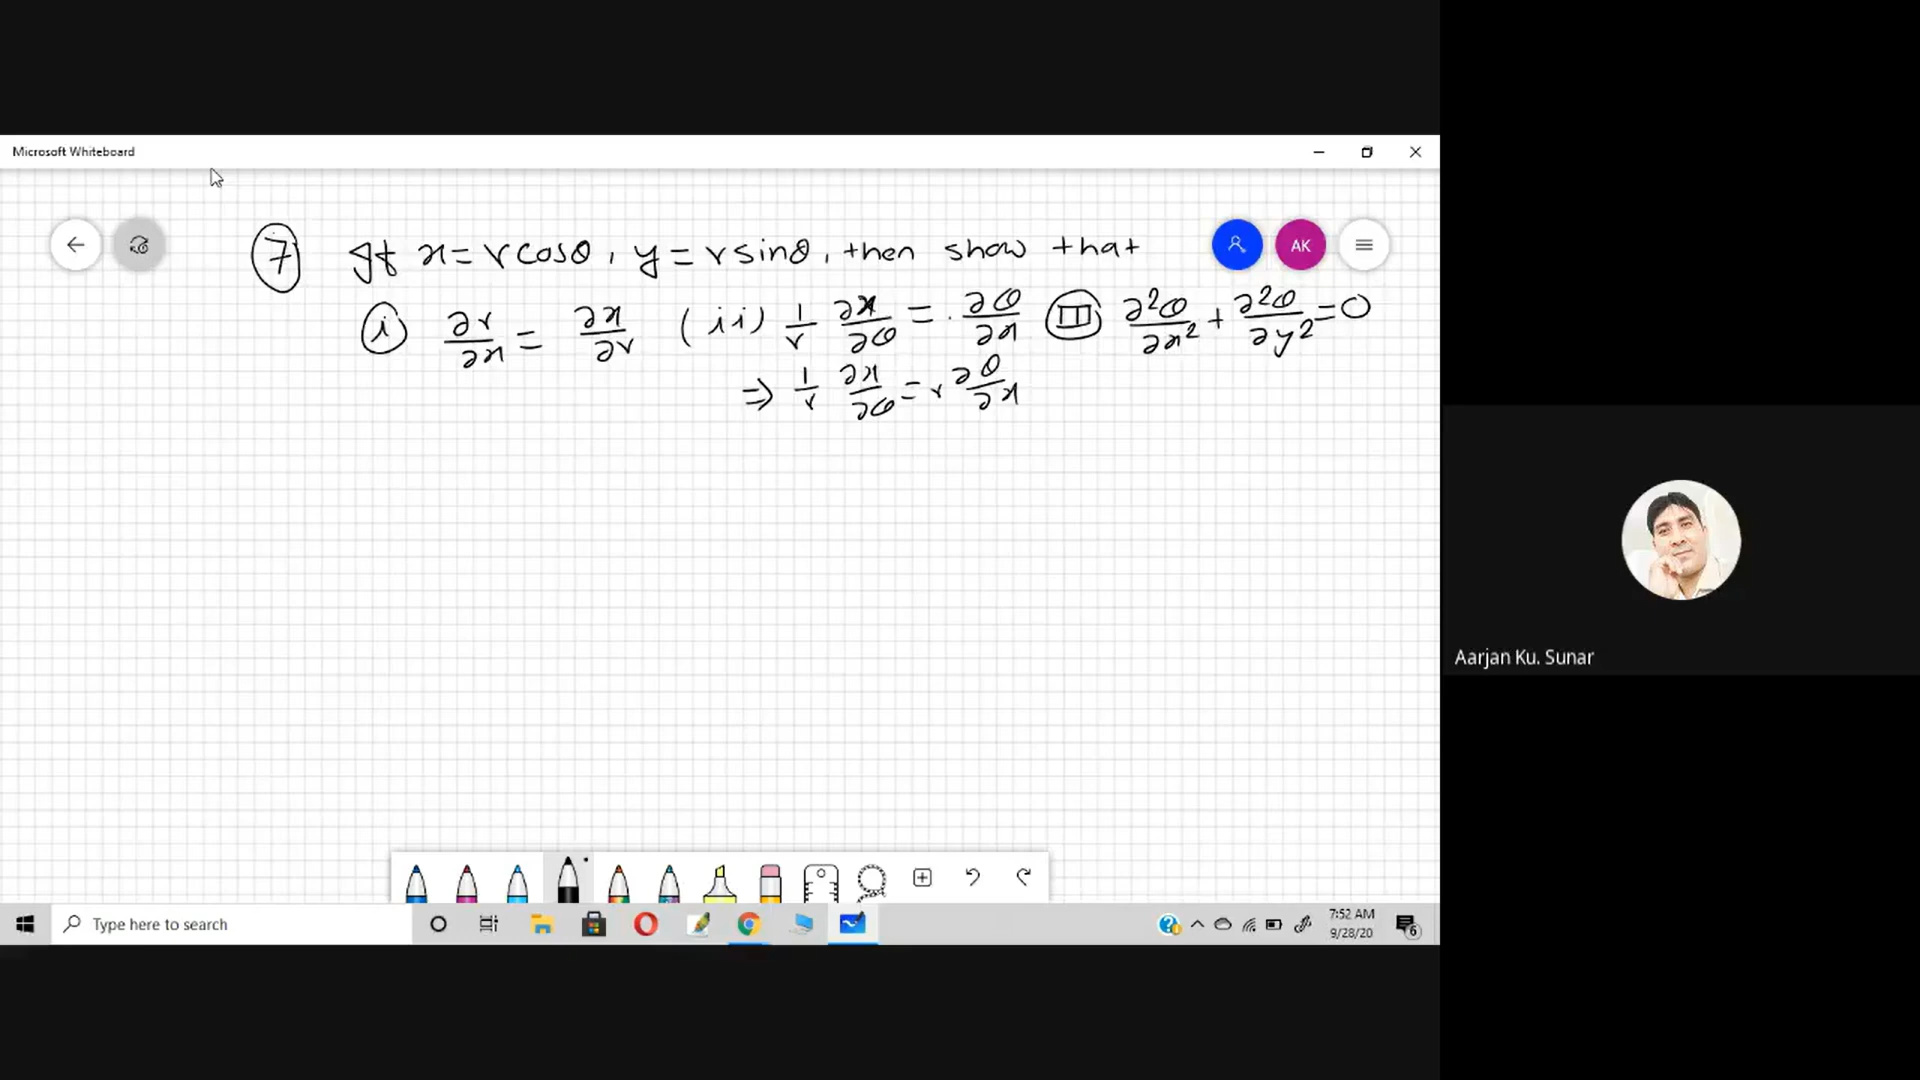 Microsoft Whiteboard
⑦ If x = r cosθ, y = r sinθ, then show that
ⓘ ∂r/∂x = ∂x/∂r (ii) 1/r ∂x/∂θ = . ∂θ/∂x Ⅲ ∂²θ/∂x² + ∂²θ/∂y² = 0
⇒ 1/r ∂x/∂θ = r ∂θ/∂x
AK
Aarjan Ku. Sunar
Type here to search
7:52 AM
9/28/20
6